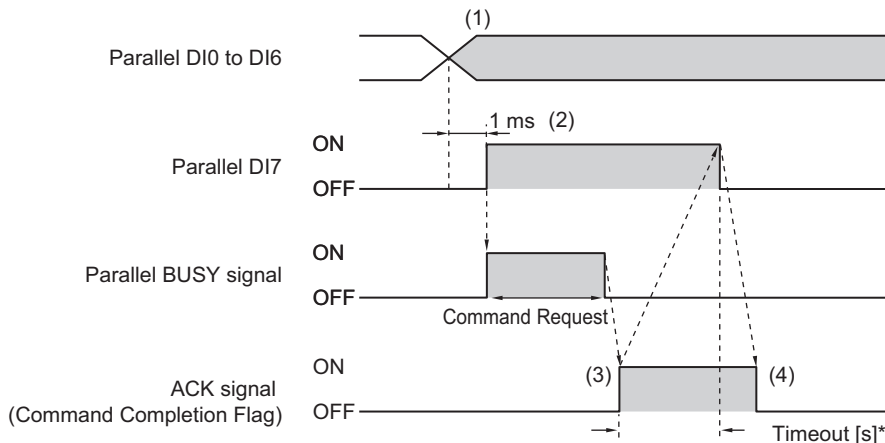 (1)
Parallel DI0 to DI6
1 ms (2)
ON
Parallel DI7
OFF
ON
Parallel BUSY signal
OFF
Command Request
ON
(3)
(4)
ACK signal
(Command Completion Flag)
OFF
Timeout [s]*